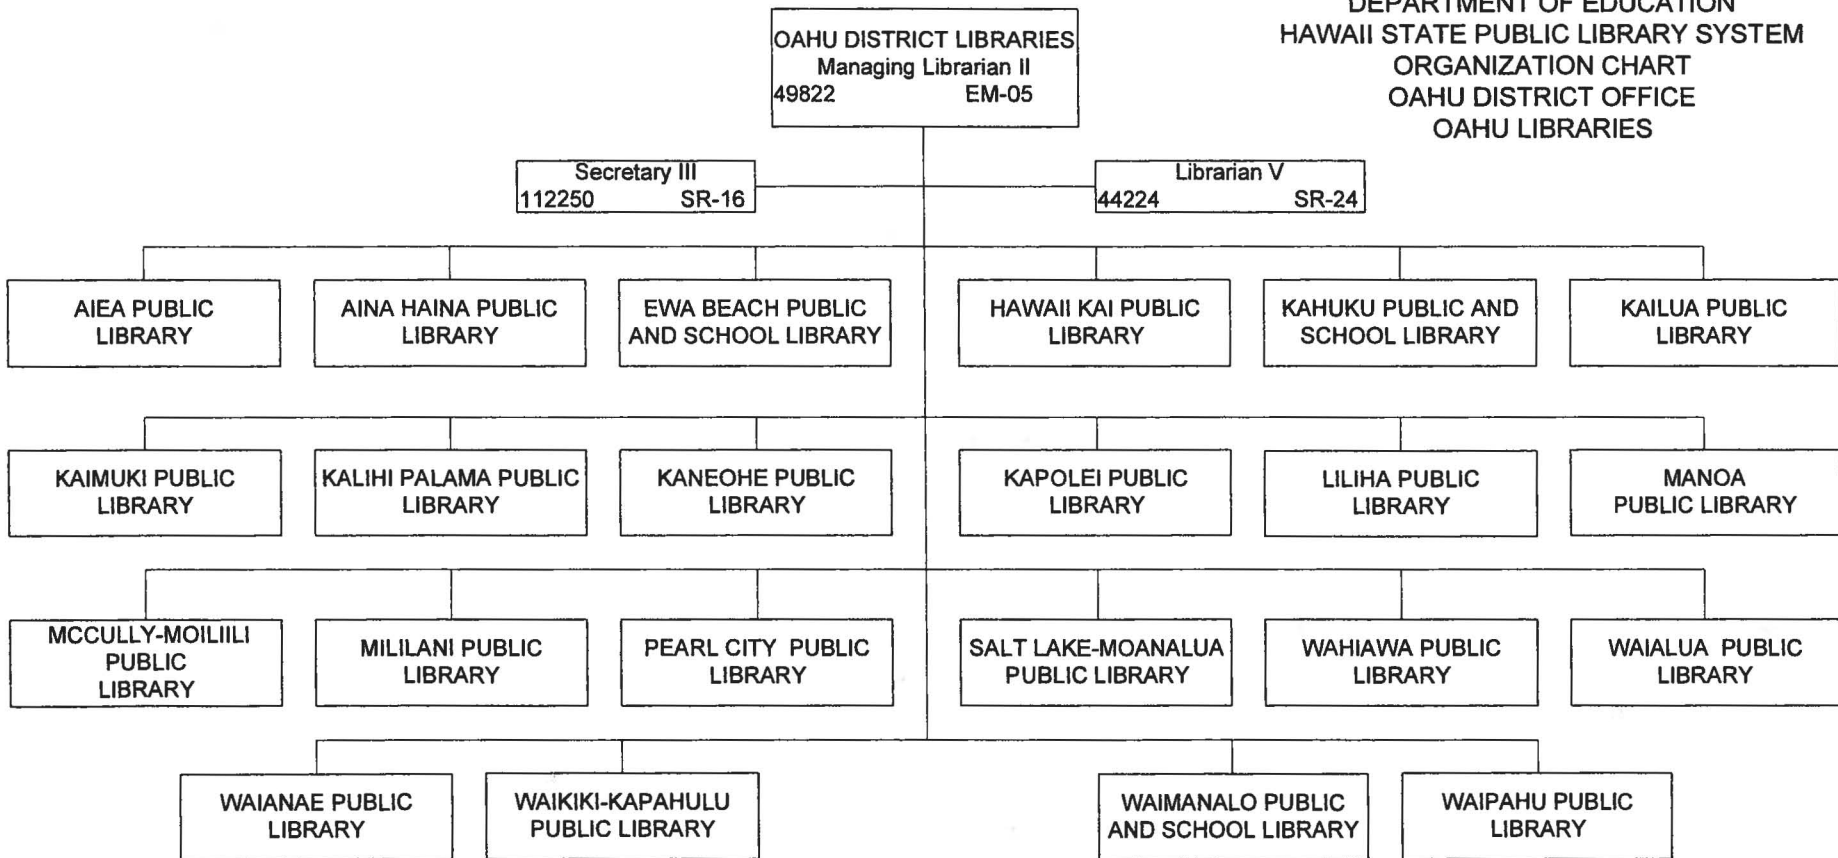 DEPARTMENT OF EDUCATION
HAWAII STATE PUBLIC LIBRARY SYSTEM
ORGANIZATION CHART
OAHU DISTRICT OFFICE
OAHU LIBRARIES
OAHU DISTRICT LIBRARIES
Managing Librarian II
49822 EM-05
Secretary III
112250 SR-16
Librarian V
44224 SR-24
AIEA PUBLIC
LIBRARY
AINA HAINA PUBLIC
LIBRARY
EWA BEACH PUBLIC
AND SCHOOL LIBRARY
HAWAII KAI PUBLIC
LIBRARY
KAHUKU PUBLIC AND
SCHOOL LIBRARY
KAILUA PUBLIC
LIBRARY
KAIMUKI PUBLIC
LIBRARY
KALIHI PALAMA PUBLIC
LIBRARY
KANEOHE PUBLIC
LIBRARY
KAPOLEI PUBLIC
LIBRARY
LILIHA PUBLIC
LIBRARY
MANOA
PUBLIC LIBRARY
MCCULLY-MOILIILI
PUBLIC
LIBRARY
MILILANI PUBLIC
LIBRARY
PEARL CITY PUBLIC
LIBRARY
SALT LAKE-MOANALUA
PUBLIC LIBRARY
WAHIAWA PUBLIC
LIBRARY
WAIALUA PUBLIC
LIBRARY
WAIANAE PUBLIC
LIBRARY
WAIKIKI-KAPAHULU
PUBLIC LIBRARY
WAIMANALO PUBLIC
AND SCHOOL LIBRARY
WAIPAHU PUBLIC
LIBRARY